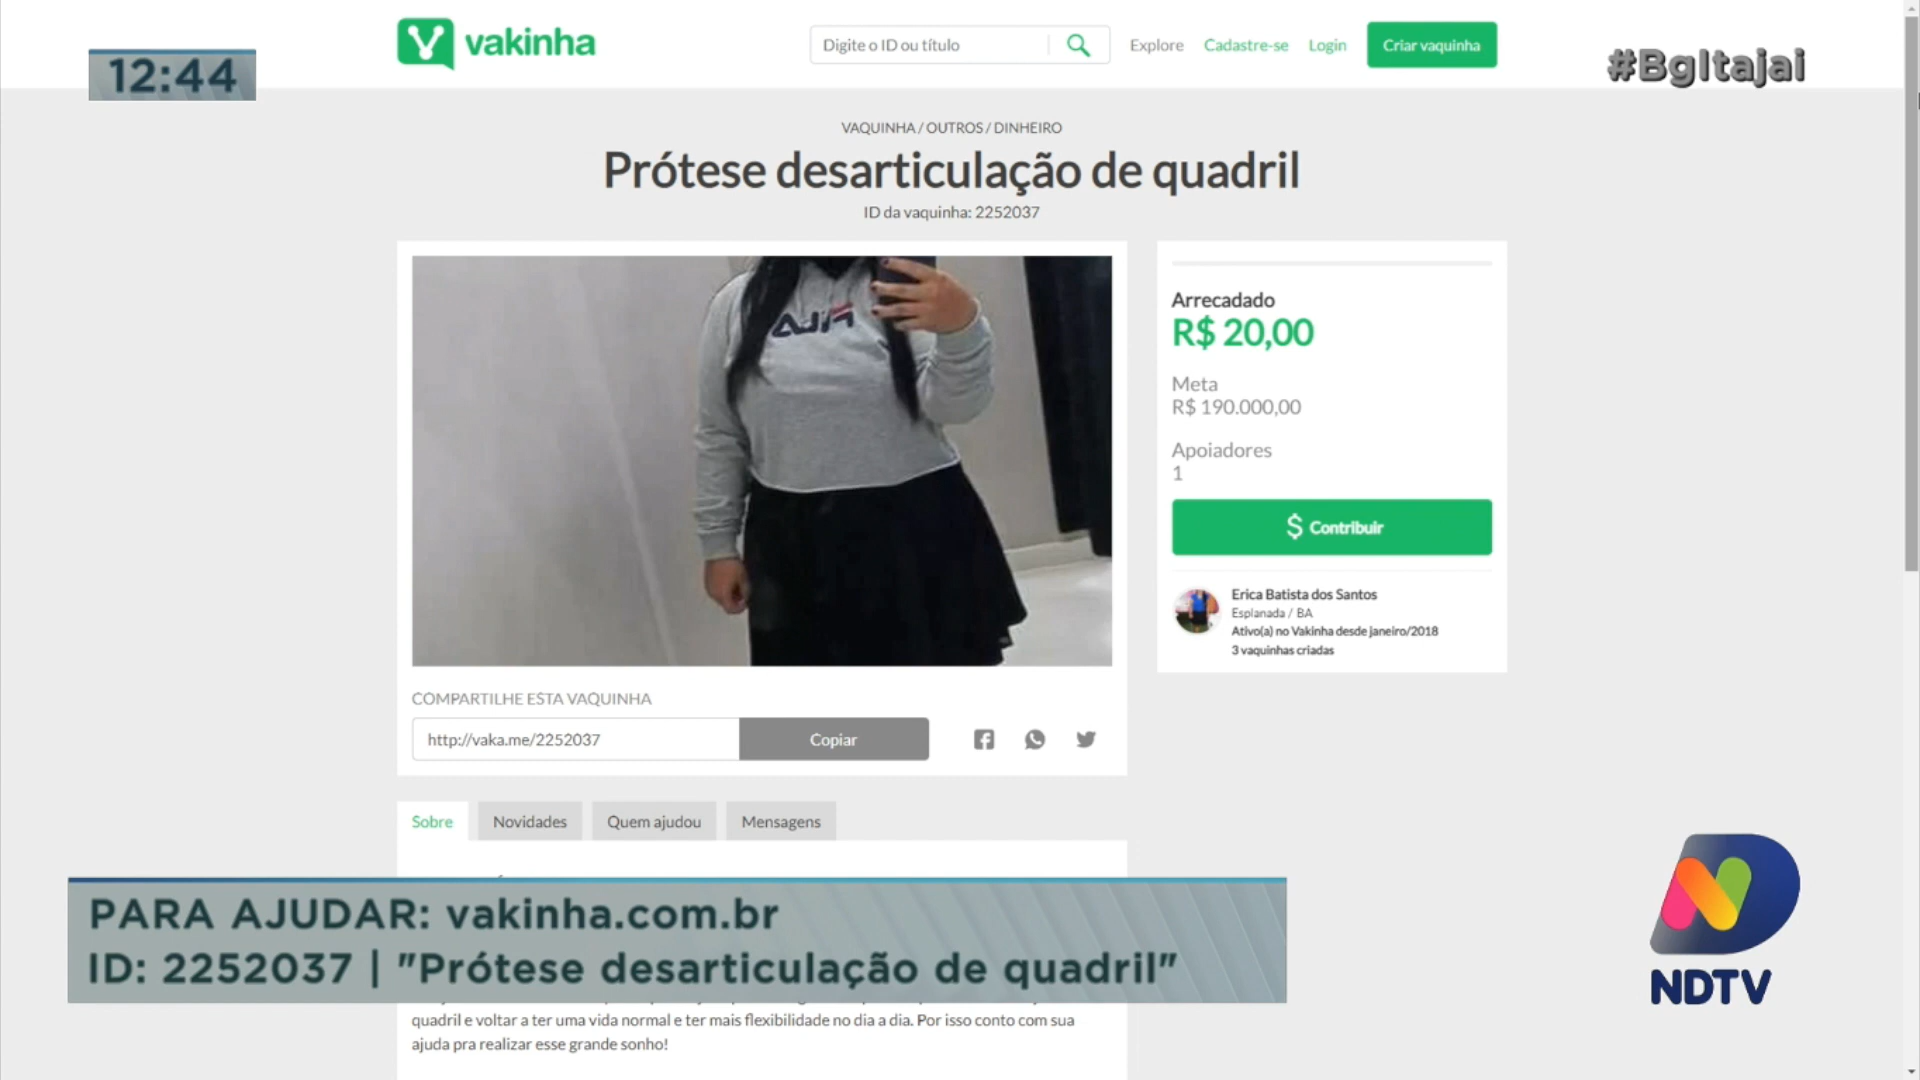 vakinha
Digite o ID ou título
Explore
Cadastre-se
Login
Criar vaquinha
12:44
#BgItajai
VAQUINHA / OUTROS / DINHEIRO
Prótese desarticulação de quadril
ID da vaquinha: 2252037
FILA
Arrecadado
R$ 20,00
Meta
R$ 190.000,00
Apoiadores
1
$ Contribuir
Erica Batista dos Santos
Esplanada / BA
Ativo(a) no Vakinha desde janeiro/2018
3 vaquinhas criadas
COMPARTILHE ESTA VAQUINHA
http://vaka.me/2252037
Copiar
Sobre
Novidades
Quem ajudou
Mensagens
PARA AJUDAR: vakinha.com.br
ID: 2252037 | "Prótese desarticulação de quadril"
quadril e voltar a ter uma vida normal e ter mais flexibilidade no dia a dia. Por isso conto com sua
ajuda pra realizar esse grande sonho!
NDTV